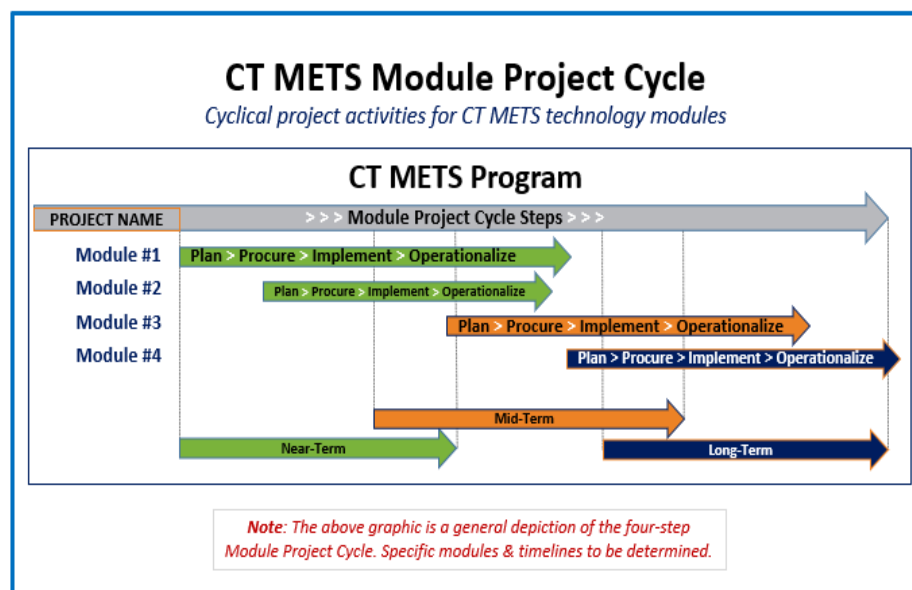 CT METS Module Project Cycle
Cyclical project activities for CT METS technology modules
CT METS Program
PROJECT NAME
> > > Module Project Cycle Steps > > >
Module #1
Plan > Procure > Implement > Operationalize
Module #2
Plan > Procure > Implement > Operationalize
Module #3
Plan > Procure > Implement > Operationalize
Module #4
Plan > Procure > Implement > Operationalize
Mid-Term
Near-Term
Long-Term
Note: The above graphic is a general depiction of the four-step
Module Project Cycle. Specific modules & timelines to be determined.